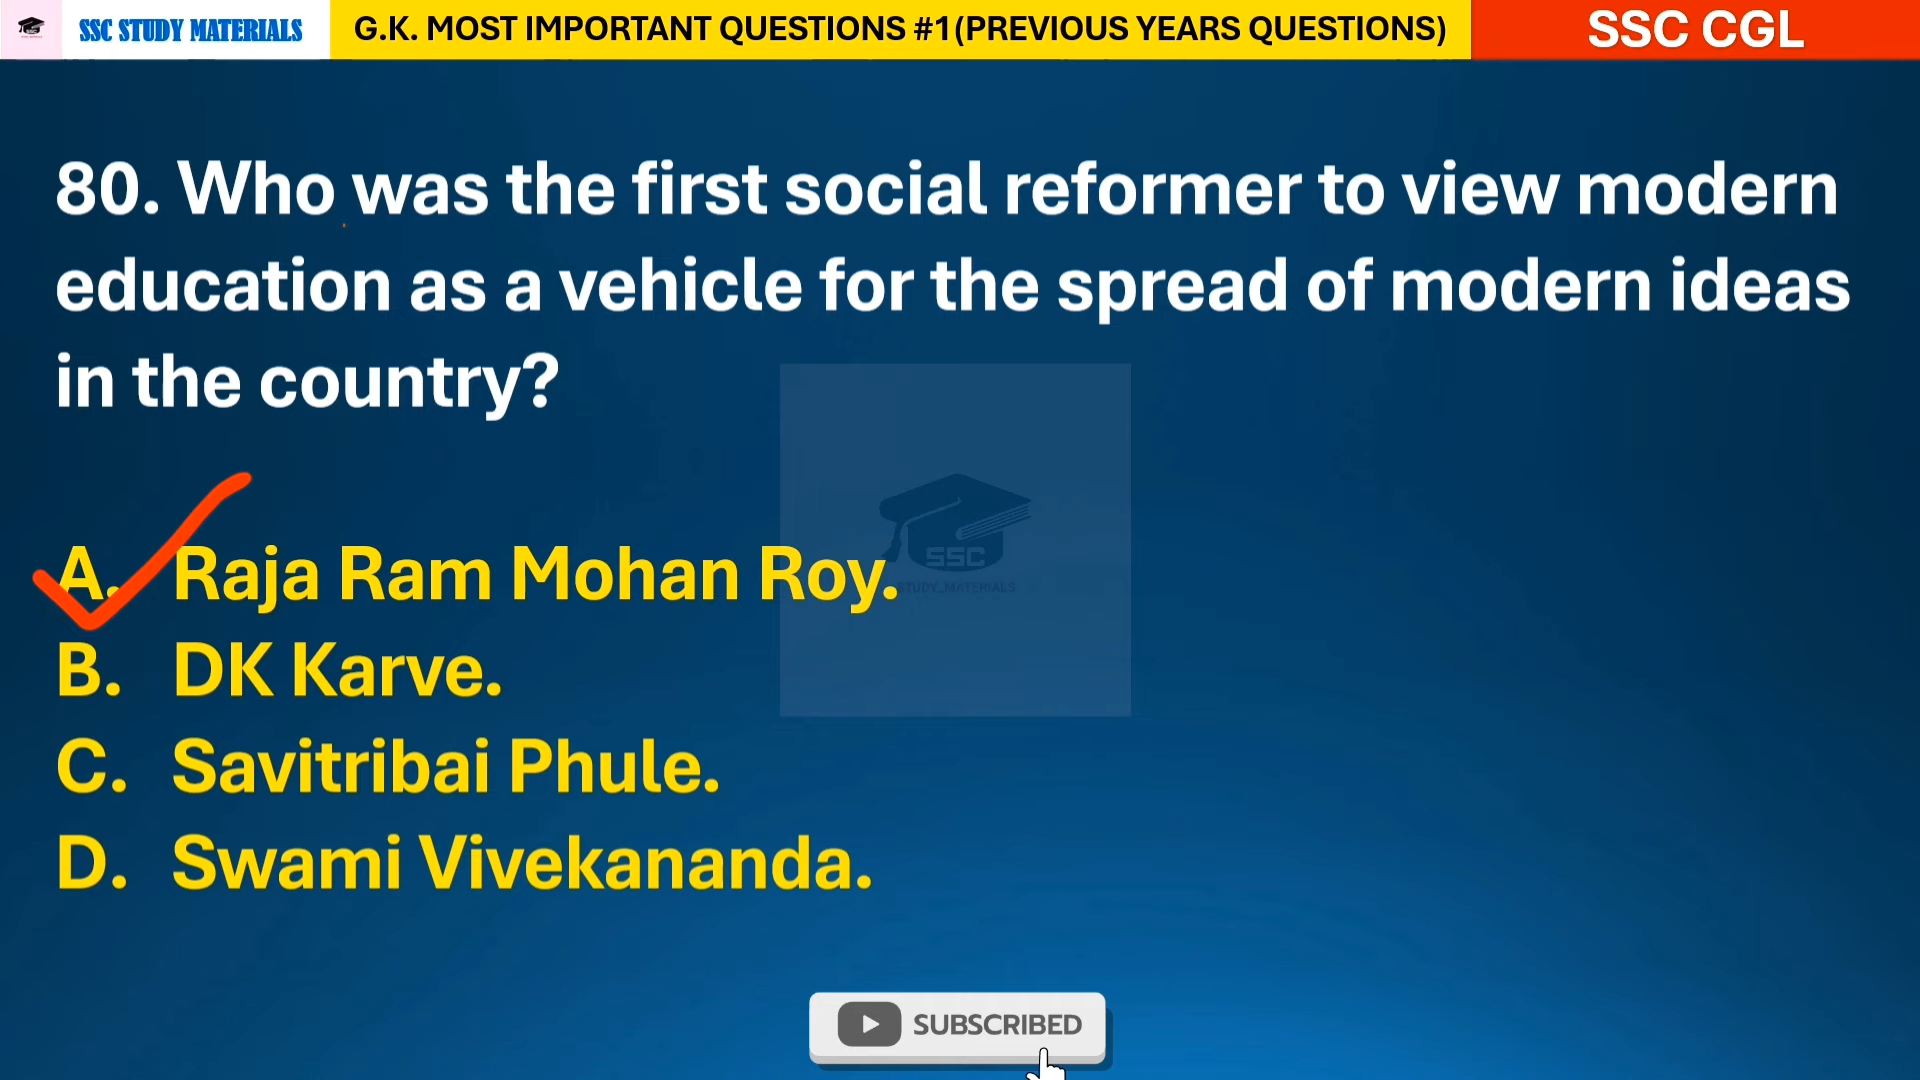 SSC STUDY MATERIALS
G.K. MOST IMPORTANT QUESTIONS #1(PREVIOUS YEARS QUESTIONS)
SSC CGL
80. Who was the first social reformer to view modern
education as a vehicle for the spread of modern ideas
in the country?
A. Raja Ram Mohan Roy.
B. DK Karve.
C. Savitribai Phule.
D. Swami Vivekananda.
SSC
STUDY_MATERIALS
SUBSCRIBED